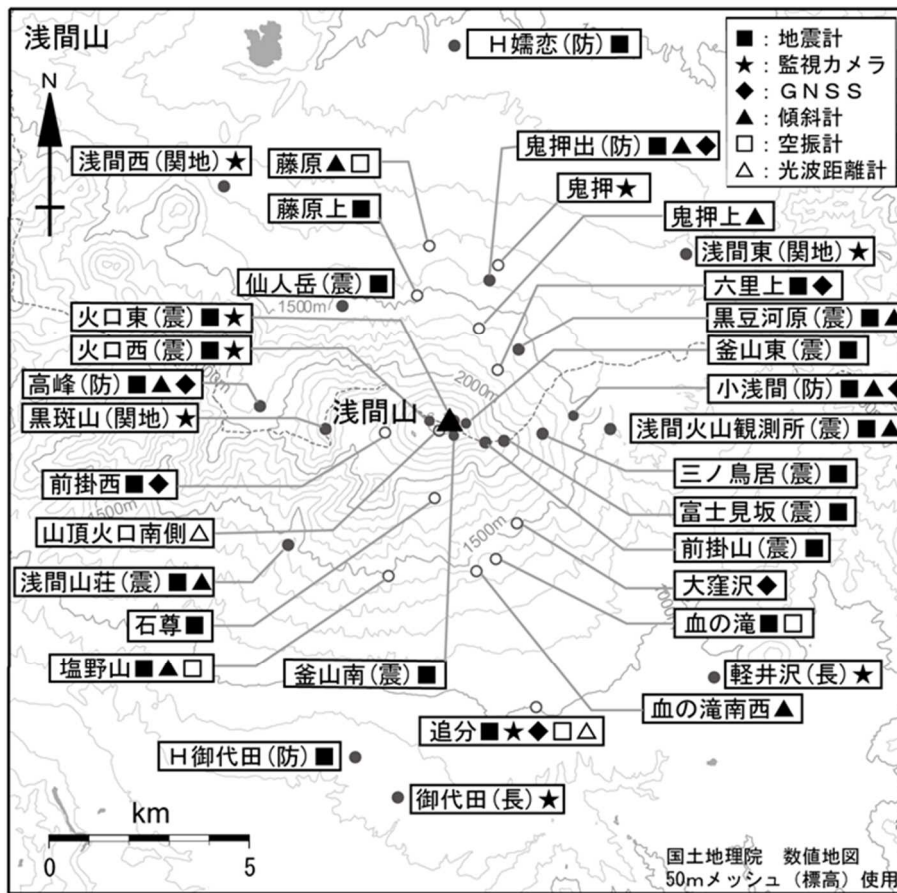 浅間山
N
■：地震計
★：監視カメラ
◆：ＧＮＳＳ
▲：傾斜計
□：空振計
△：光波距離計
Ｈ嬬恋(防)■
浅間西(関地)★
藤原▲□
藤原上■
鬼押出(防)■▲◆
鬼押★
鬼押上▲
浅間東(関地)★
仙人岳(震)■
1500m
六里上■◆
火口東(震)■★
黒豆河原(震)■▲
火口西(震)■★
釜山東(震)■
高峰(防)■▲◆
2000m
小浅間(防)■▲◆
黒斑山(関地)★
浅間山
浅間火山観測所(震)■▲
前掛西■◆
三ノ鳥居(震)■
1500m
山頂火口南側△
1500m
富士見坂(震)■
前掛山(震)■
浅間山荘(震)■▲
大窪沢◆
石尊■
血の滝■□
塩野山■▲□
釜山南(震)■
軽井沢(長)★
血の滝南西▲
追分■★◆□△
Ｈ御代田(防)■
御代田(長)★
km
0 5
国土地理院　数値地図
50mメッシュ（標高）使用